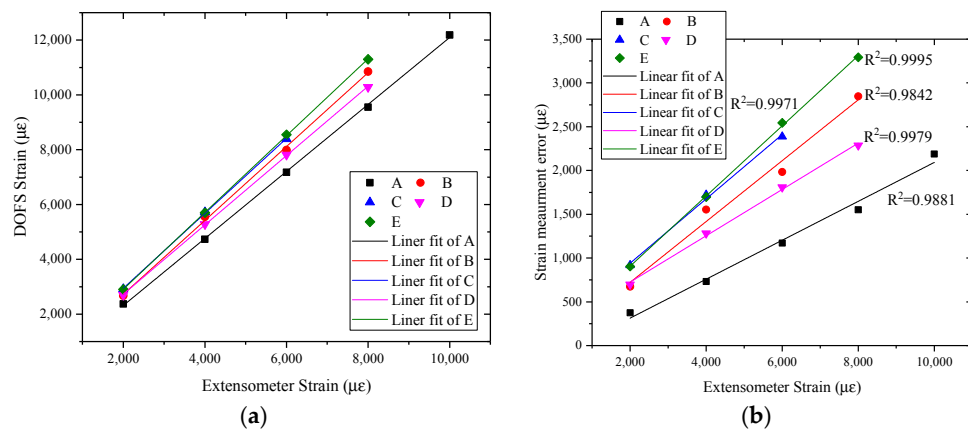 12,000
10,000
8,000
6,000
4,000
2,000
DOFS Strain (με)
A B
C D
E
Liner fit of A
Liner fit of B
Liner fit of C
Liner fit of D
Liner fit of E
2,000 4,000 6,000 8,000 10,000
Extensometer Strain (με)
(a)
A B
C D
E
Linear fit of A
Linear fit of B
Linear fit of C
Linear fit of D
Linear fit of E
3,500
3,000
2,500
2,000
1,500
1,000
500
0
Strain meaurment error (με)
R²=0.9995
R²=0.9971
R²=0.9842
R²=0.9979
R²=0.9881
2,000 4,000 6,000 8,000 10,000
Extensometer Strain (με)
(b)